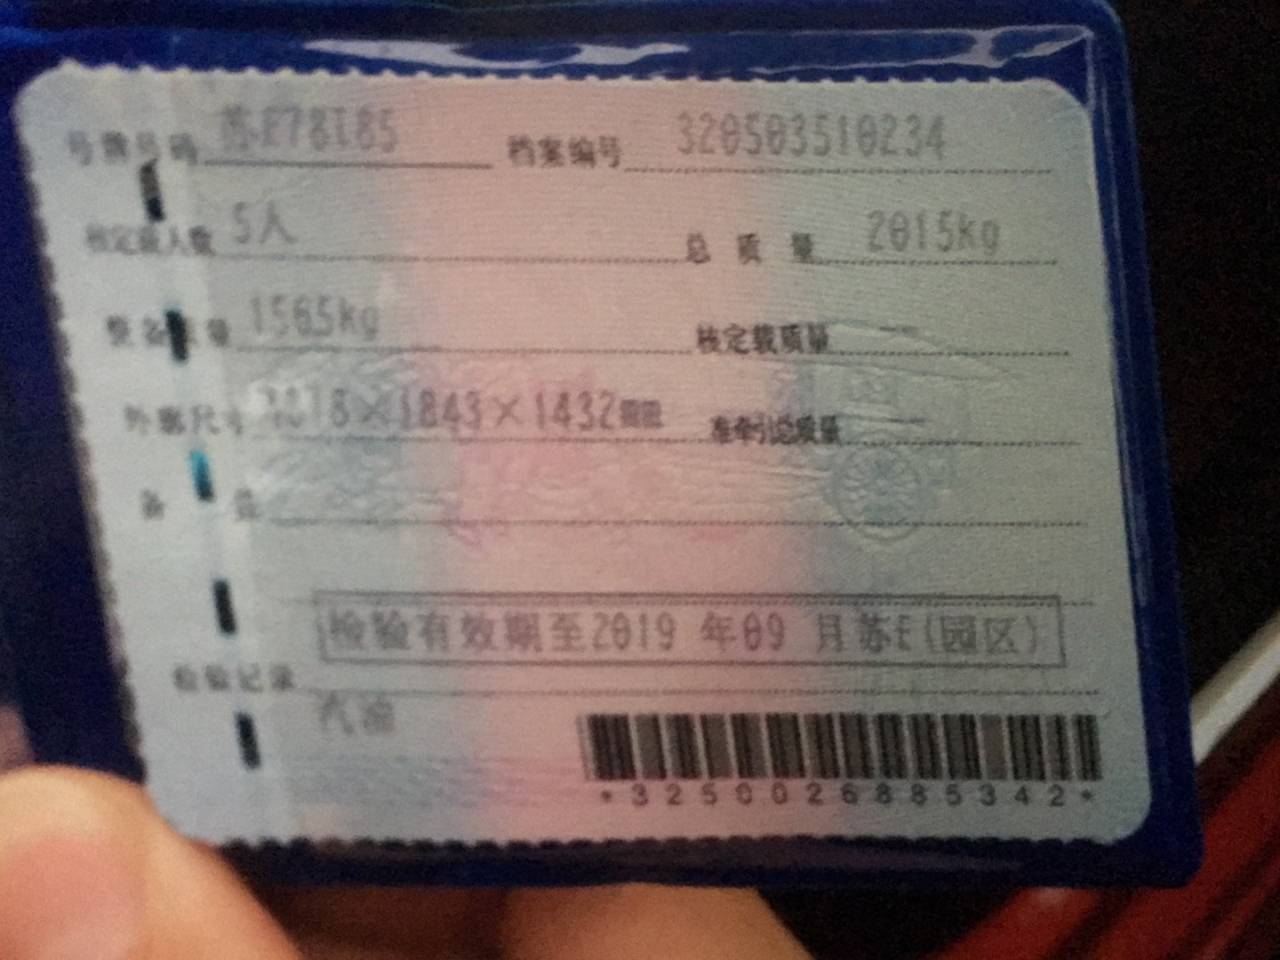 号牌号码 苏E78I85 档案编号 320503510234
核定载人数 5人 总质量 2015kg
整备质量 1565kg 核定载质量 --
外廓尺寸 ×1843×1432mm 准牵引总质量 --
备 注
检验有效期至2019 年09 月苏E(园区)
检验记录
汽油
*3250026885342*